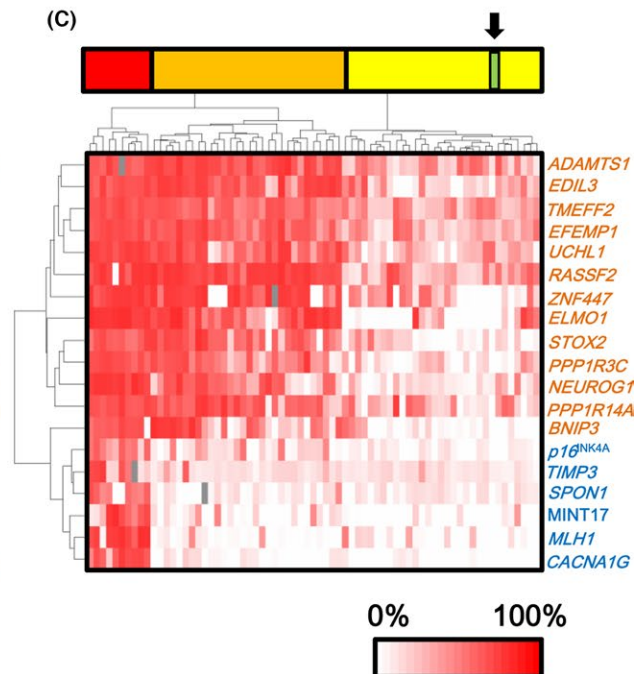 (C)
ADAMTS1
EDIL3
TMEFF2
EFEMP1
UCHL1
RASSF2
ZNF447
ELMO1
STOX2
PPP1R3C
NEUROG1
PPP1R14A
BNIP3
p16INK4A
TIMP3
SPON1
MINT17
MLH1
CACNA1G
0% 100%